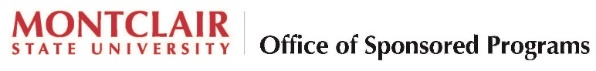 MONTCLAIR
STATE UNIVERSITY
Office of Sponsored Programs